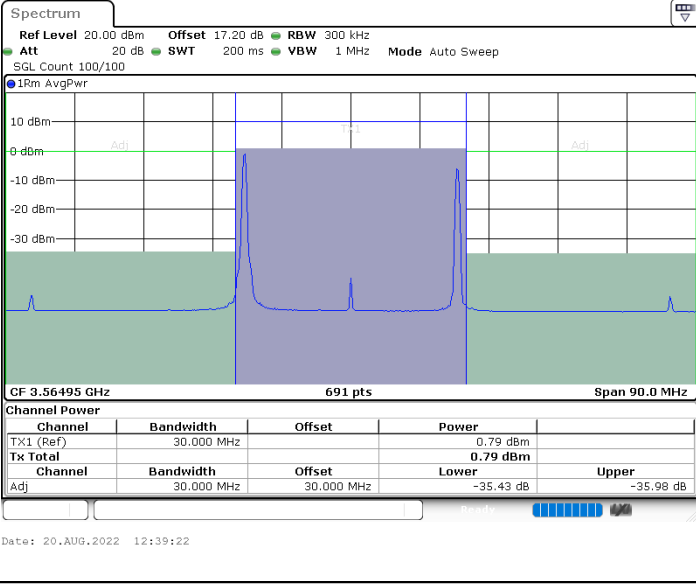 Spectrum
Ref Level 20.00 dBm Offset 17.20 dB RBW 300 kHz
Att 20 dB SWT 200 ms VBW 1 MHz Mode Auto Sweep
SGL Count 100/100
1Rm AvgPwr
10 dBm
TX1
Adj
Adj
0 dBm
-10 dBm
-20 dBm
-30 dBm
CF 3.56495 GHz 691 pts Span 90.0 MHz
Channel Power
Channel Bandwidth Offset Power
TX1 (Ref) 30.000 MHz 0.79 dBm
Tx Total 0.79 dBm
Channel Bandwidth Offset Lower Upper
Adj 30.000 MHz 30.000 MHz -35.43 dB -35.98 dB
Ready
Date: 20.AUG.2022 12:39:22